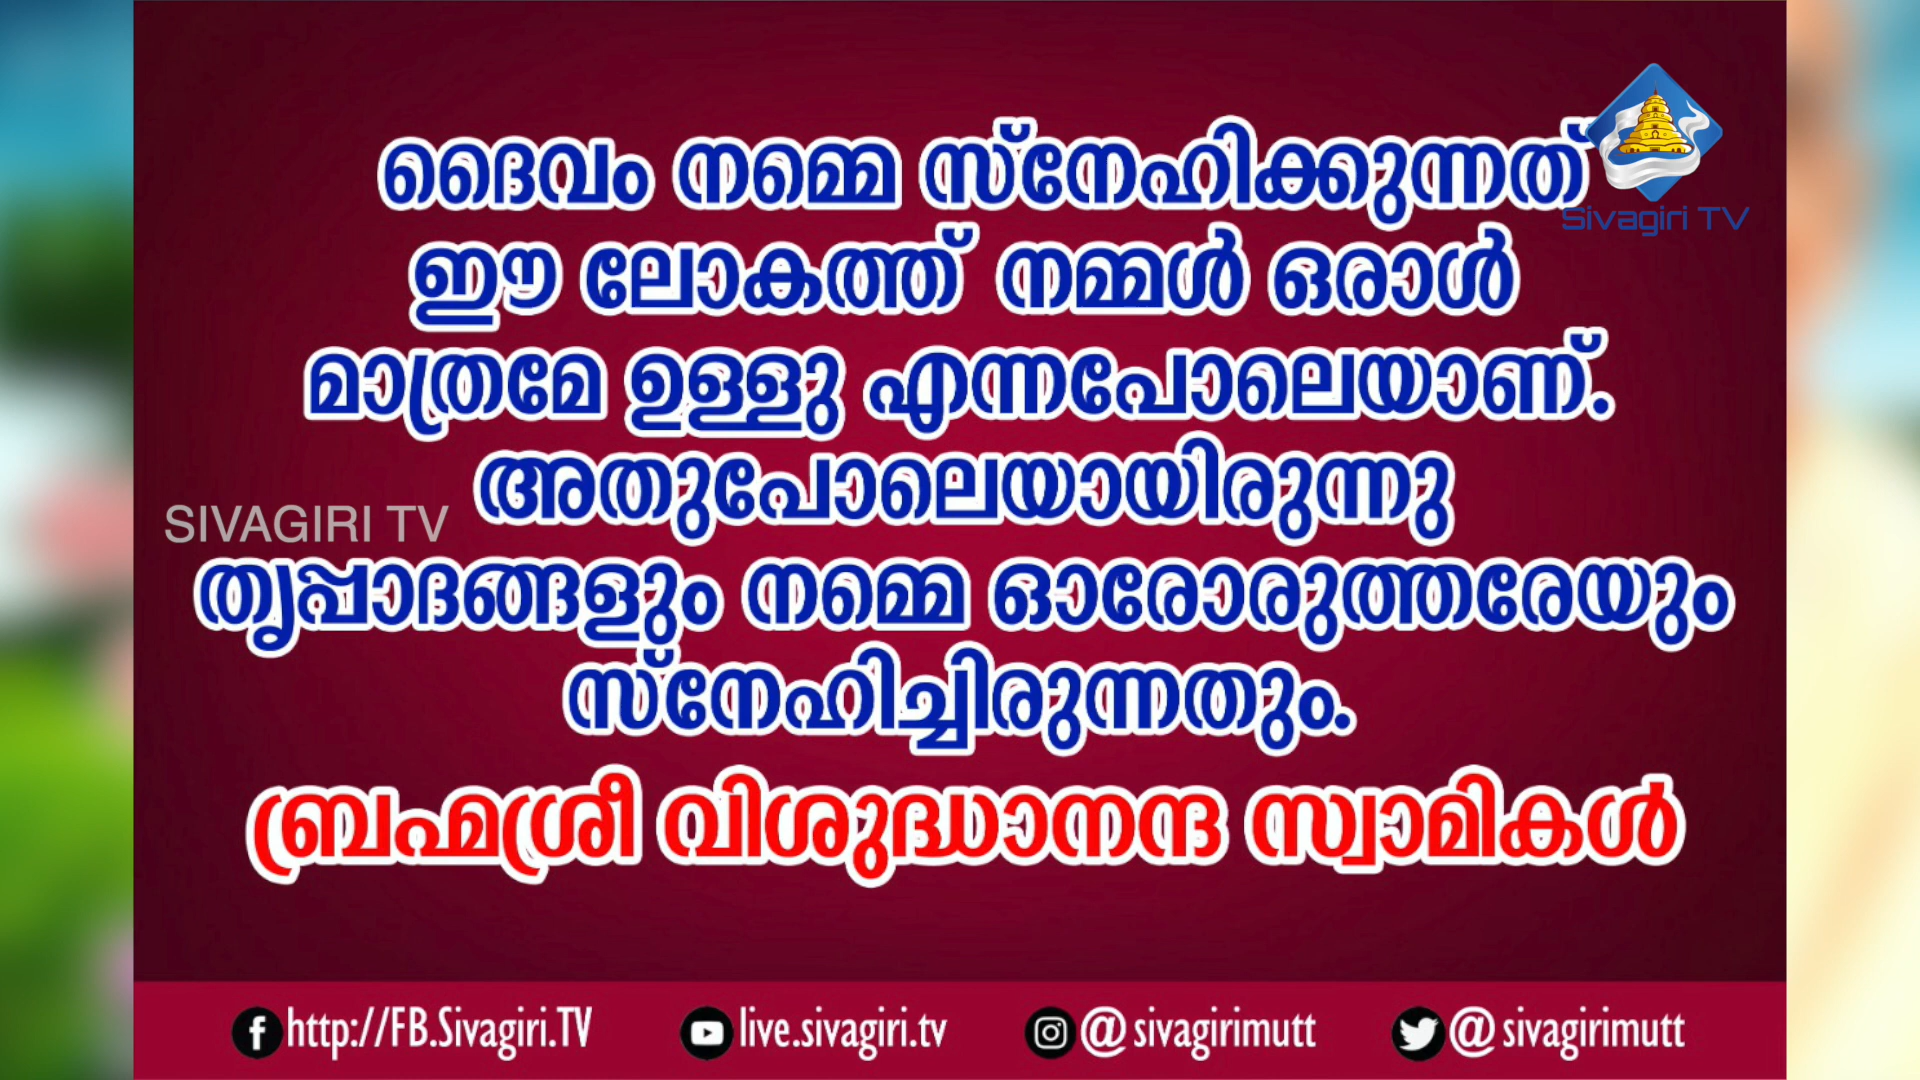 ദൈവം നമ്മെ സ്നേഹിക്കുന്നത്
Sivagiri TV
ഈ ലോകത്ത് നമ്മൾ ഒരാൾ
മാത്രമേ ഉള്ളു എന്നപോലെയാണ്.
അതുപോലെയായിരുന്നു
SIVAGIRI TV
തൃപ്പാദങ്ങളും നമ്മെ ഓരോരുത്തരേയും
സ്നേഹിച്ചിരുന്നതും.
ബ്രഹ്മശ്രീ വിശുദ്ധാനന്ദ സ്വാമികൾ
http://FB.Sivagiri.TV live.sivagiri.tv @sivagirimutt @sivagirimutt